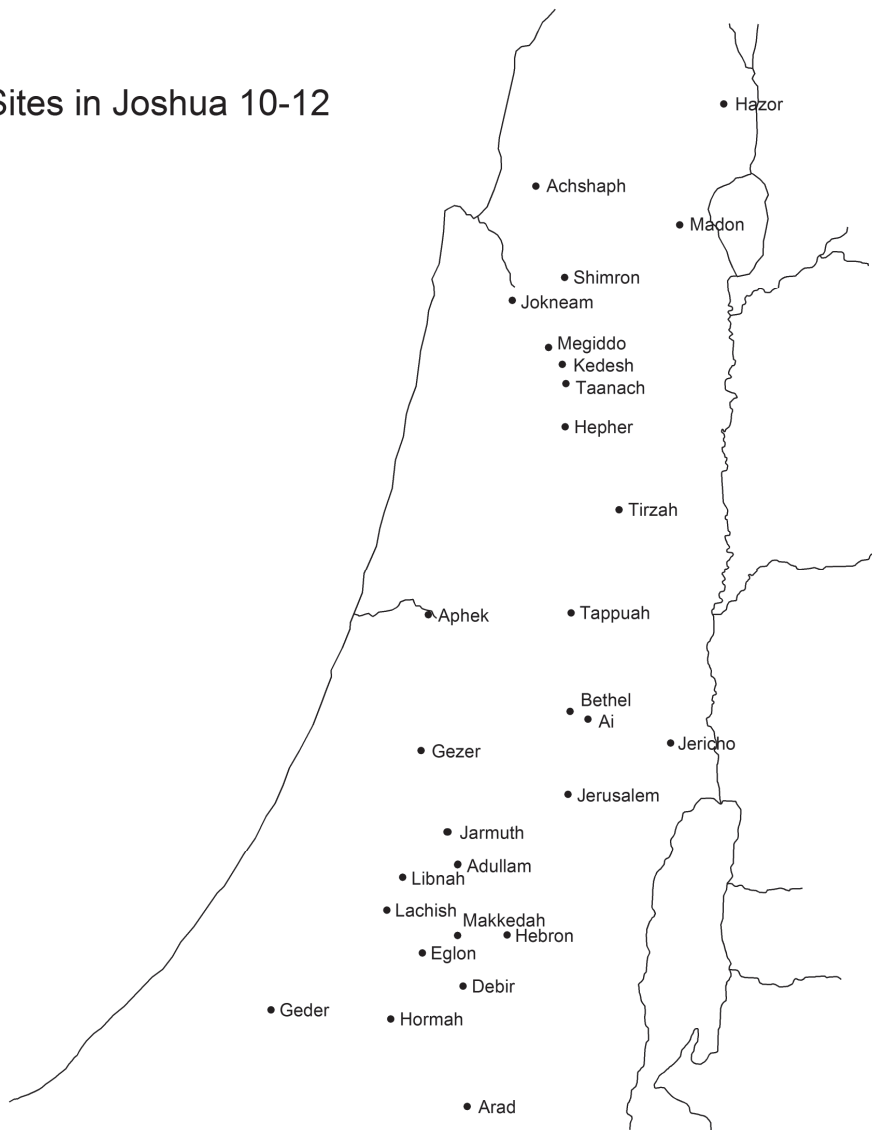 Sites in Joshua 10-12
Hazor
Achshaph
Madon
Shimron
Jokneam
Megiddo
Kedesh
Taanach
Hepher
Tirzah
Aphek
Tappuah
Bethel
Ai
Jericho
Gezer
Jerusalem
Jarmuth
Adullam
Libnah
Lachish
Makkedah
Hebron
Eglon
Debir
Geder
Hormah
Arad